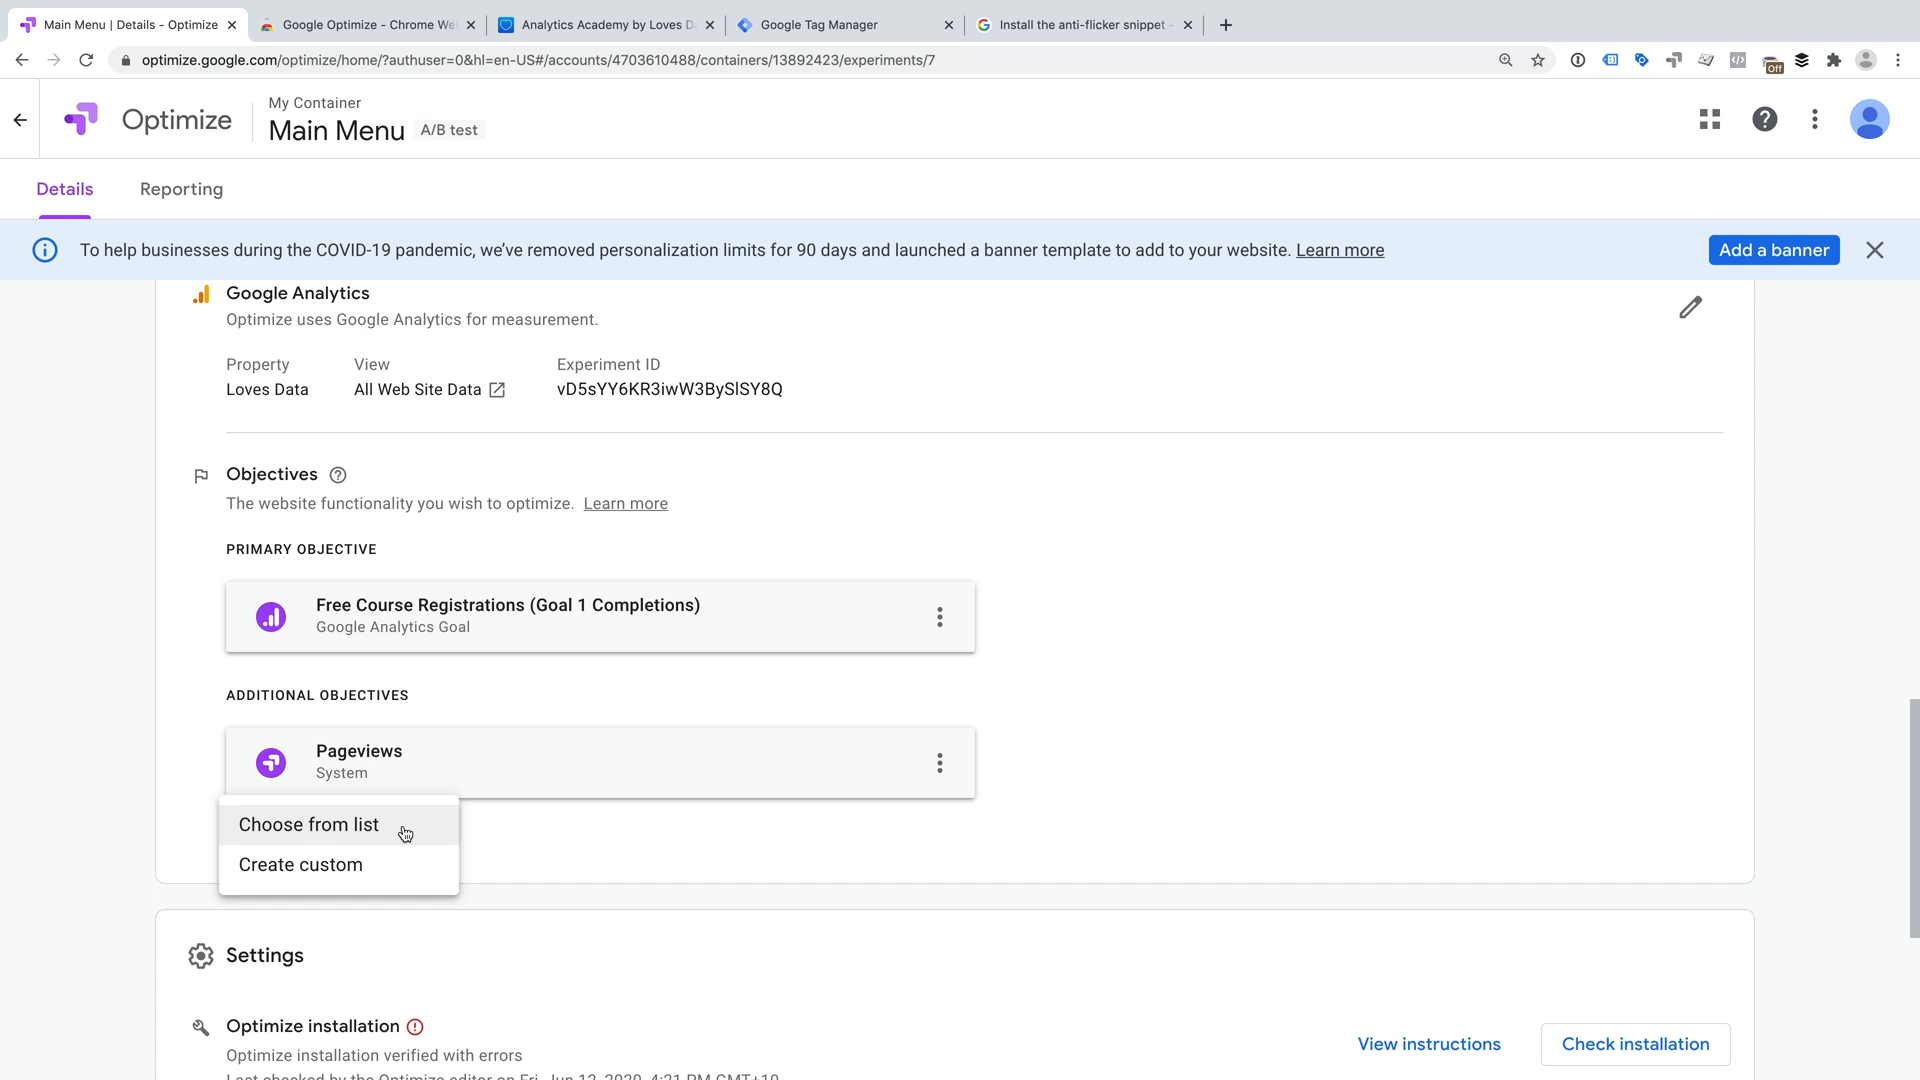 Main Menu | Details - Optimize
Google Optimize - Chrome We
Analytics Academy by Loves D
Google Tag Manager
Install the anti-flicker snippet -
optimize.google.com/optimize/home/?authuser=0&hl=en-US#/accounts/4703610488/containers/13892423/experiments/7
Off
Optimize
My Container
Main Menu
A/B test
Details
Reporting
To help businesses during the COVID-19 pandemic, we've removed personalization limits for 90 days and launched a banner template to add to your website. Learn more
Add a banner
Google Analytics
Optimize uses Google Analytics for measurement.
Property
View
Experiment ID
Loves Data
All Web Site Data
vD5sYY6KR3iwW3BySlSY8Q
Objectives
The website functionality you wish to optimize. Learn more
PRIMARY OBJECTIVE
Free Course Registrations (Goal 1 Completions)
Google Analytics Goal
ADDITIONAL OBJECTIVES
Pageviews
System
Choose from list
Create custom
Settings
Optimize installation
Optimize installation verified with errors
View instructions
Check installation
Last checked by the Optimize editor on Fri, Jun 12, 2020, 4:21 PM GMT+10